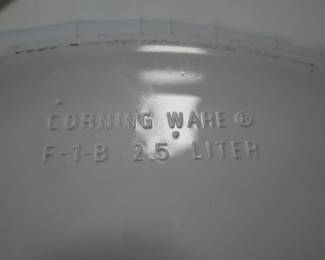 CORNING WARE ®
F-1-B 2.5 LITER